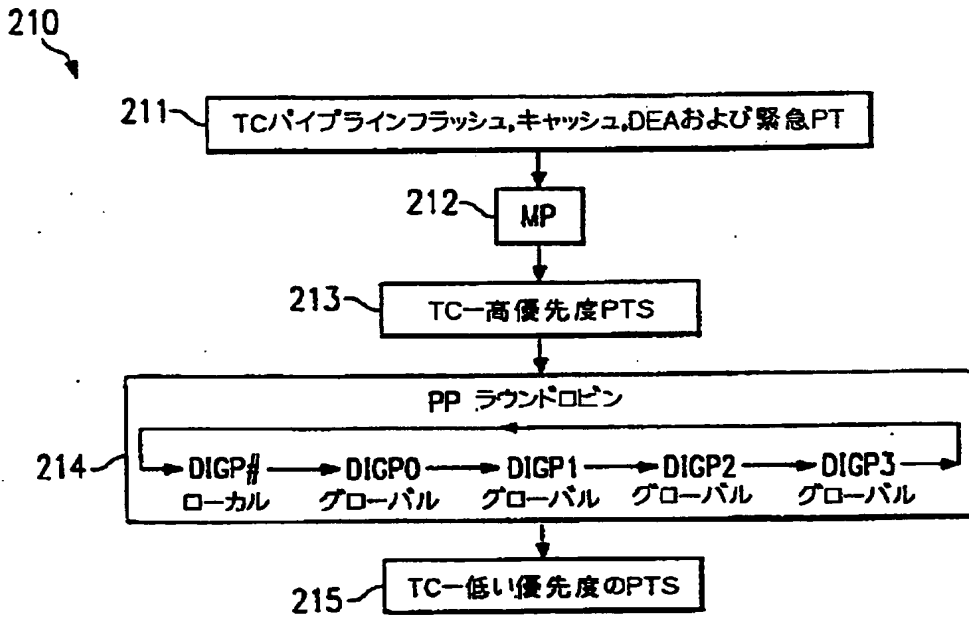 210
211
TCパイプラインフラッシュ,キャッシュ,DEAおよび緊急PT
212
MP
213
TCー高優先度PTS
PP ラウンドロビン
214
DIGP# DIGP0 DIGP1 DIGP2 DIGP3
ローカル グローバル グローバル グローバル グローバル
TCー低い優先度のPTS
215